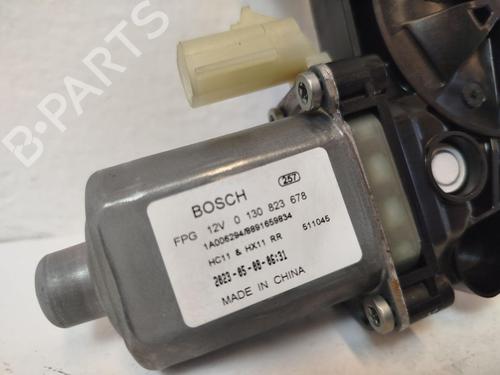 B-PARTS
BOSCH
257
FPG 12V 0 130 823 678
1A006294/8891659834
511045
HC11 & HX11 RR
2023-05-08-06:31
MADE IN CHINA